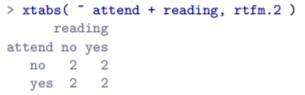 > xtabs( ~ attend + reading, rtfm.2 )
reading
attend no yes
no 2 2
yes 2 2